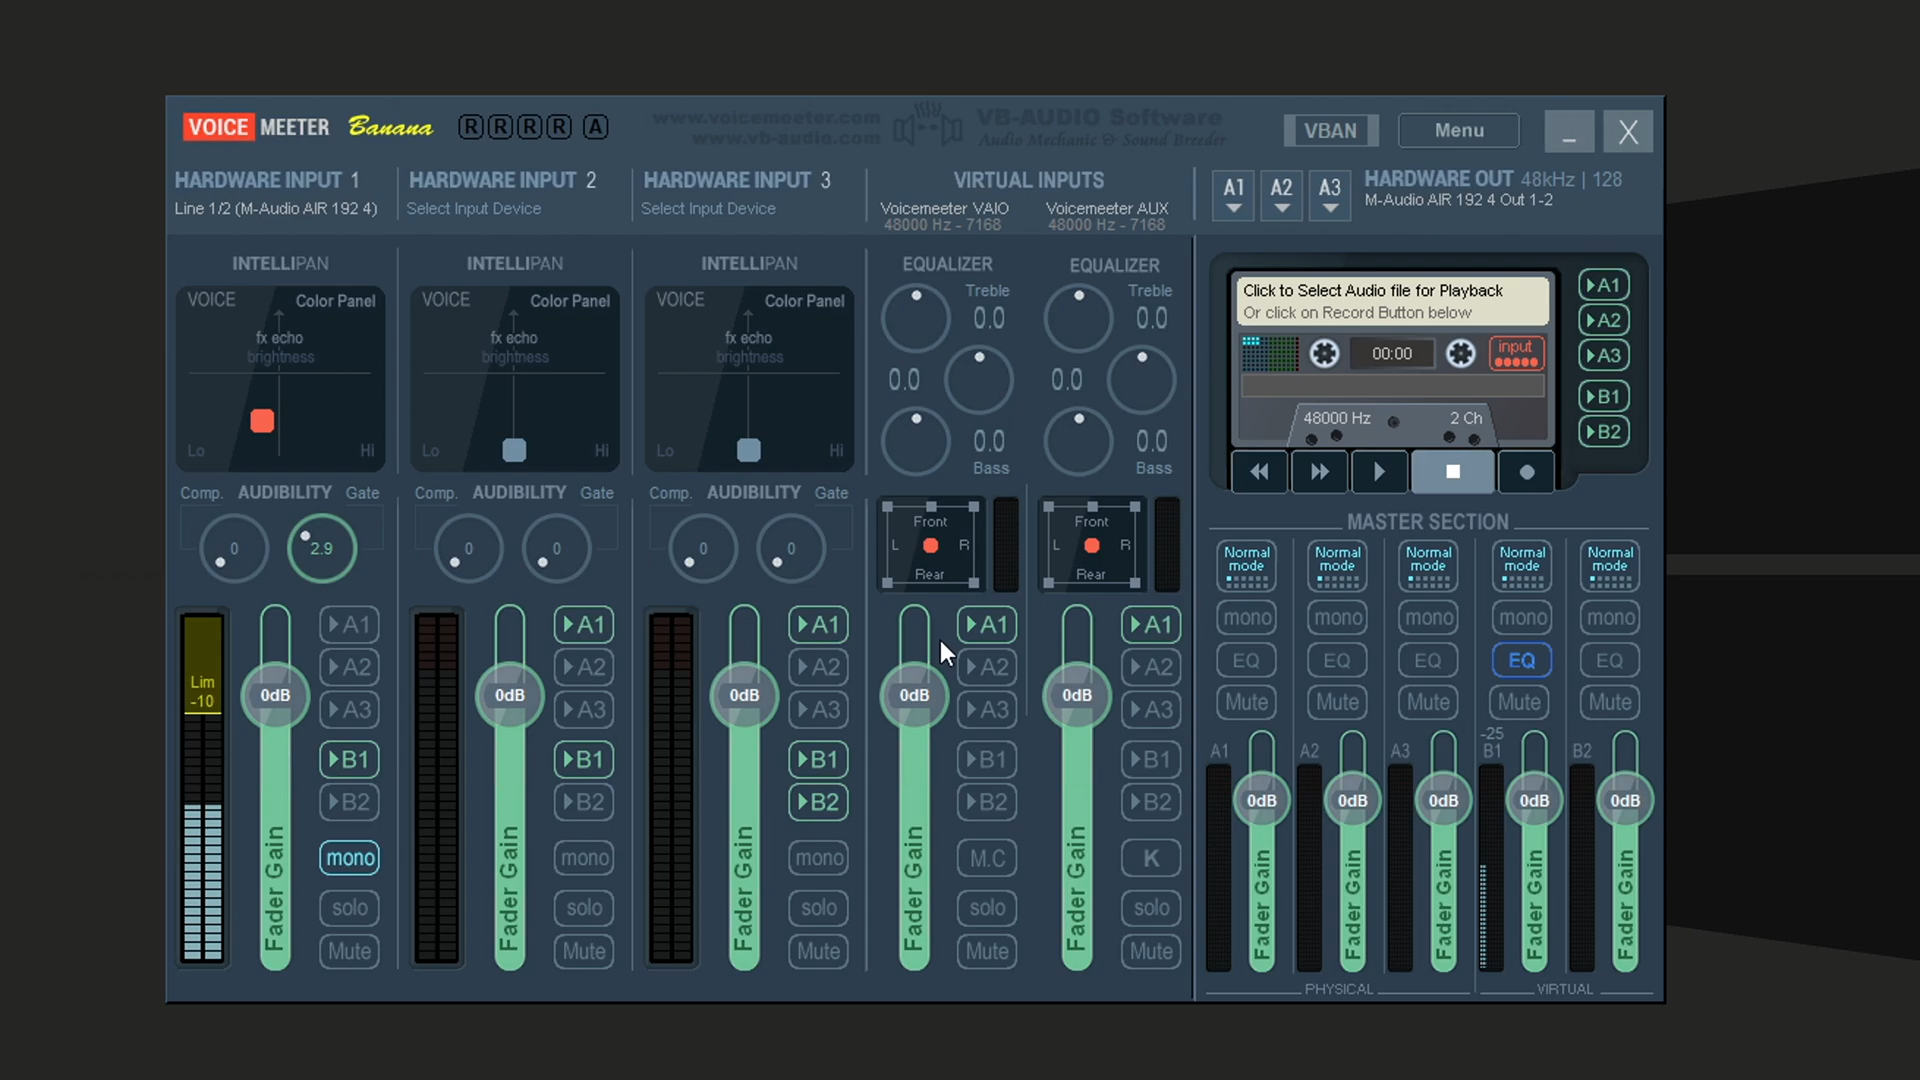 VOICE MEETER Banana R R R R A www.voicemeeter.com VB-AUDIO Software VBAN Menu _ X
www.vb-audio.com Audio Mechanic & Sound Breeder
HARDWARE INPUT 1 HARDWARE INPUT 2 HARDWARE INPUT 3 VIRTUAL INPUTS A1 A2 A3 HARDWARE OUT 48kHz | 128
Line 1/2 (M-Audio AIR 192 4) Select Input Device Select Input Device Voicemeeter VAIO Voicemeeter AUX M-Audio AIR 192 4 Out 1-2
48000 Hz - 7168 48000 Hz - 7168
INTELLIPAN INTELLIPAN INTELLIPAN EQUALIZER EQUALIZER
VOICE Color Panel VOICE Color Panel VOICE Color Panel Treble Treble Click to Select Audio file for Playback A1
0.0 0.0 Or click on Record Button below A2
fx echo fx echo fx echo 00:00 input A3
brightness brightness brightness
0.0 0.0 B1
48000 Hz 2 Ch B2
Lo Hi Lo Hi Lo Hi 0.0 0.0
Bass Bass
Comp. AUDIBILITY Gate Comp. AUDIBILITY Gate Comp. AUDIBILITY Gate
0 2.9 0 0 0 0
Front Front
L R L R
Rear Rear
MASTER SECTION
Normal mode Normal mode Normal mode Normal mode Normal mode
mono mono mono mono mono
EQ EQ EQ EQ EQ
Mute Mute Mute Mute Mute
A1 A1 A1 A1 A1
A2 A2 A2 A2 A2
Lim
-10
0dB 0dB 0dB 0dB 0dB
A3 A3 A3 A3 A3
-25
A1 A2 A3 B1 B2
B1 B1 B1 B1 B1
B2 B2 B2 B2 B2
0dB 0dB 0dB 0dB 0dB
mono mono mono M.C K
solo solo solo solo solo
Mute Mute Mute Mute Mute
Fader Gain Fader Gain Fader Gain Fader Gain Fader Gain
Fader Gain Fader Gain Fader Gain Fader Gain Fader Gain
PHYSICAL VIRTUAL